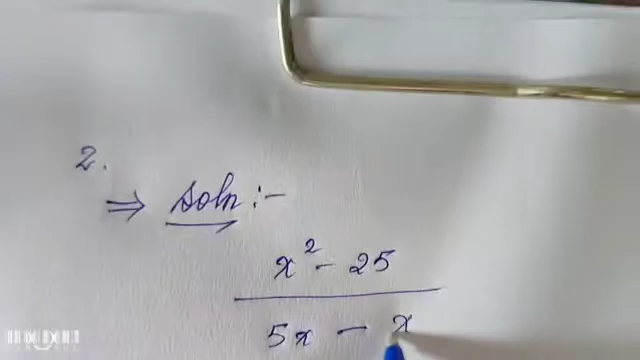 2.
⇒ Soln :-
x² - 25
5x - x